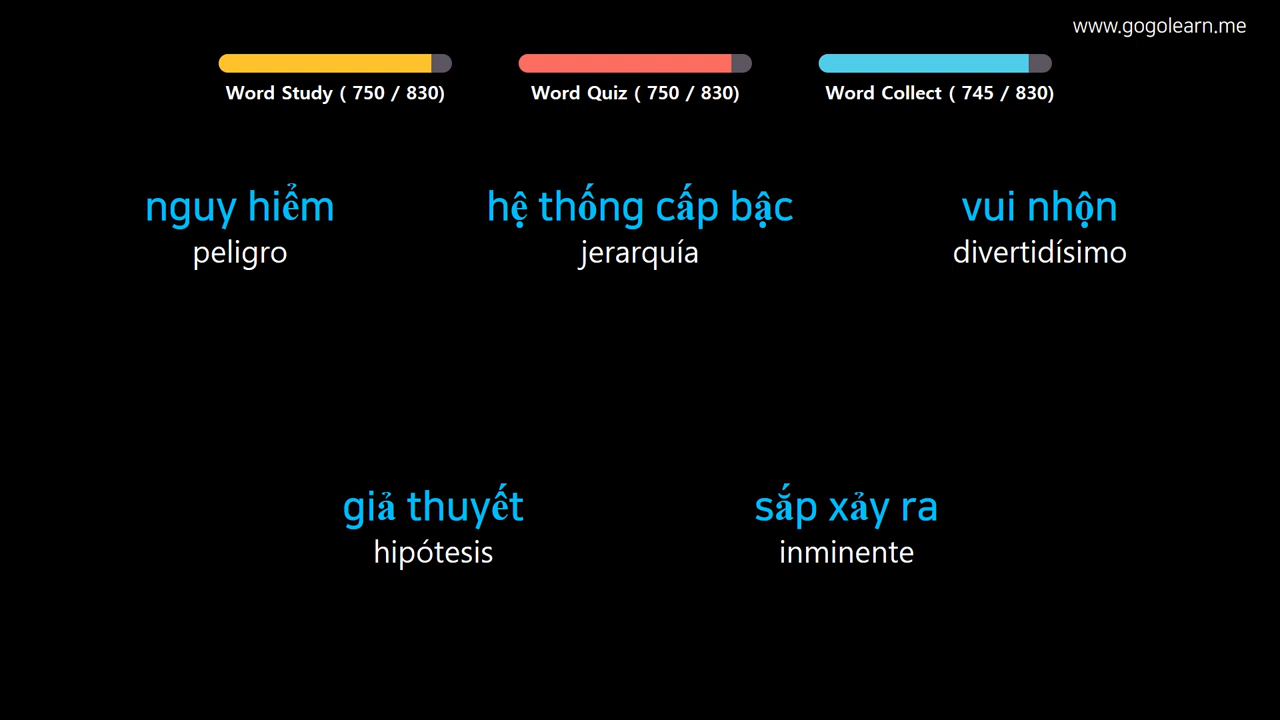 www.gogolearn.me
Word Study ( 750 / 830)
Word Quiz ( 750 / 830)
Word Collect ( 745 / 830)
nguy hiểm
peligro
hệ thống cấp bậc
jerarquía
vui nhộn
divertidísimo
giả thuyết
hipótesis
sắp xảy ra
inminente